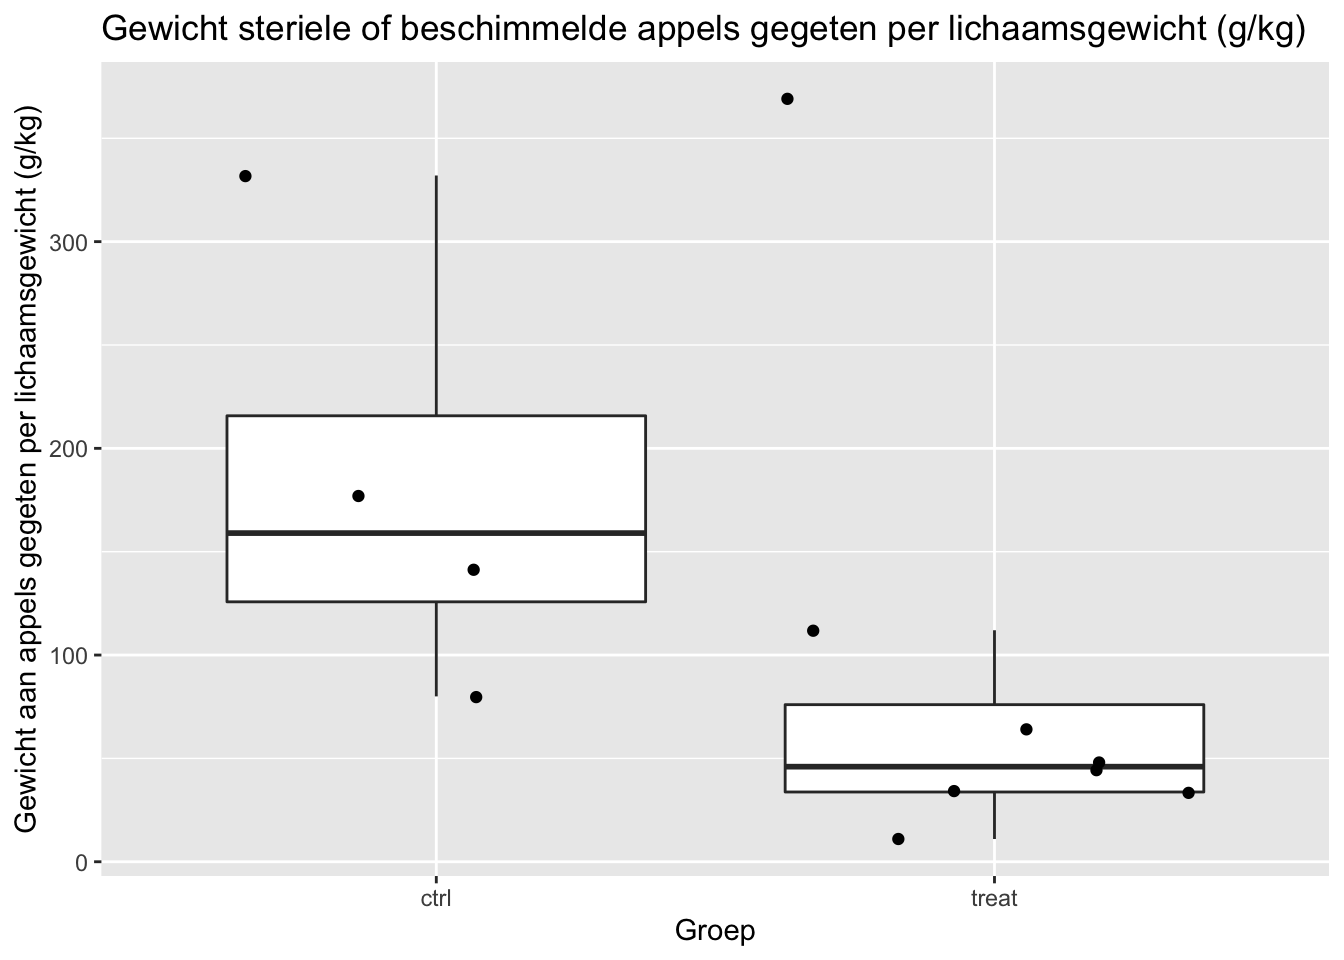 Gewicht steriele of beschimmelde appels gegeten per lichaamsgewicht (g/kg)
Gewicht aan appels gegeten per lichaamsgewicht (g/kg)
300
200
100
0
ctrl
treat
Groep